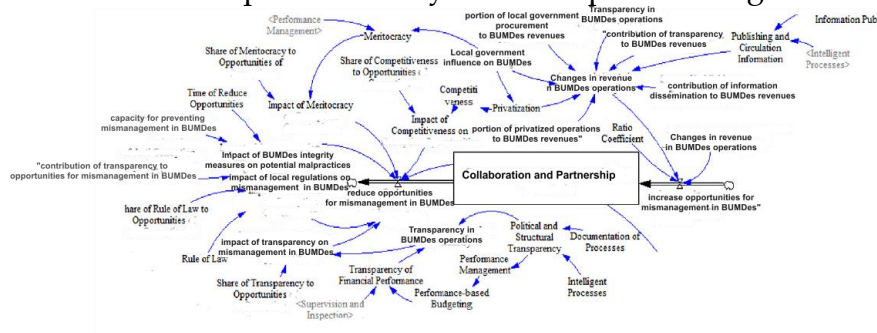 <Performance
Management>
Meritocracy
portion of local government
procurement
to BUMDes revenues
Transparency in
BUMDes operations
"contribution of transparency
to BUMDes revenues
Information Pub
Publishing and
Circulation
Information
<Intelligent
Processes>
Share of Meritocracy to
Opportunities of
Share of Competitiveness
to Opportunities
Local government
influence on BUMDes
Changes in revenue
n BUMDes operations
contribution of information
dissemination to BUMDes revenues
Time of Reduce
Opportunities
Impact of Meritocracy
Competiti
veness
Privatization
Impact of
Competitiveness on
portion of privatized operations
to BUMDes revenues"
Ratio
Coefficient
Changes in revenue
in BUMDes operations
capacity for preventing
mismanagement in BUMDes
"contribution of transparency to
opportunities for mismanagement in BUMDes
Impact of BUMDes integrity
measures on potential malpractices
impact of local regulations on
mismanagement in BUMDes
Collaboration and Partnership
reduce opportunities
for mismanagement in BUMDes
increase opportunities for
mismanagement in BUMDes"
hare of Rule of Law to
Opportunities
Rule of Law
impact of transparency on
mismanagement in BUMDes
Transparency in
BUMDes operations
Political and
Structural
Transparency
Documentation of
Processes
Share of Transparency to
Opportunities
Transparency of
Financial Performance
Performance
Management
Intelligent
Processes
<Supervision and
Inspection>
Performance-based
Budgeting